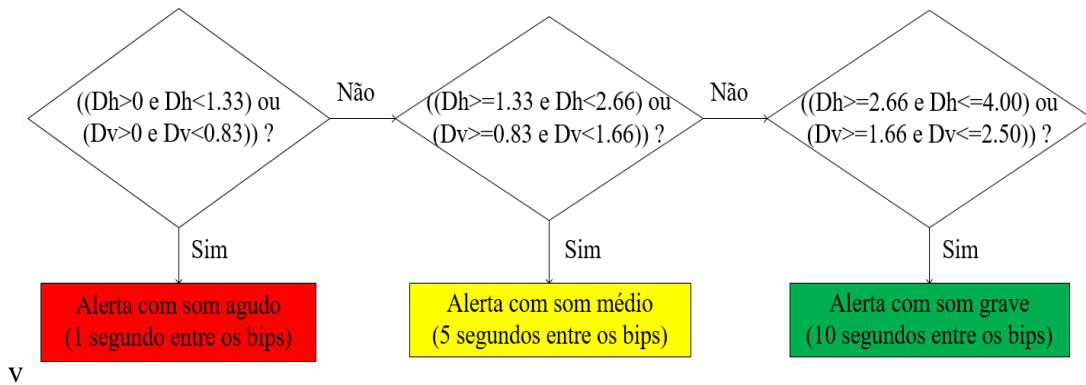 ((Dh>0 e Dh<1.33) ou
(Dv>0 e Dv<0.83)) ?
Não
((Dh>=1.33 e Dh<2.66) ou
(Dv>=0.83 e Dv<1.66)) ?
Não
((Dh>=2.66 e Dh<=4.00) ou
(Dv>=1.66 e Dv<=2.50)) ?
Sim
Sim
Sim
Alerta com som agudo
(1 segundo entre os bips)
Alerta com som médio
(5 segundos entre os bips)
Alerta com som grave
(10 segundos entre os bips)
v